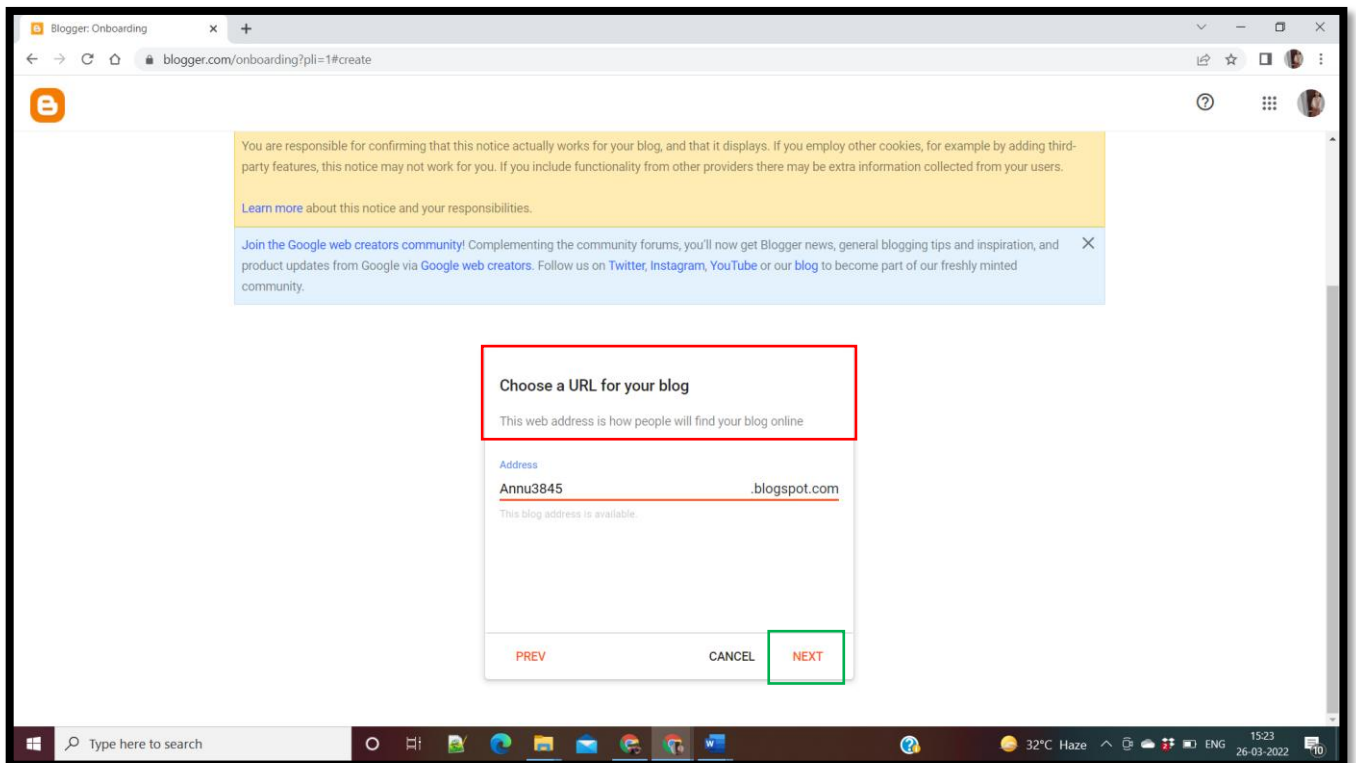 Blogger: Onboarding
blogger.com/onboarding?pli=1#create
You are responsible for confirming that this notice actually works for your blog, and that it displays. If you employ other cookies, for example by adding third-
party features, this notice may not work for you. If you include functionality from other providers there may be extra information collected from your users.
Learn more about this notice and your responsibilities.
Join the Google web creators community! Complementing the community forums, you'll now get Blogger news, general blogging tips and inspiration, and
product updates from Google via Google web creators. Follow us on Twitter, Instagram, YouTube or our blog to become part of our freshly minted
community.
Choose a URL for your blog
This web address is how people will find your blog online
Address
Annu3845 .blogspot.com
This blog address is available.
PREV CANCEL NEXT
Type here to search 32°C Haze ENG 15:23
26-03-2022 10